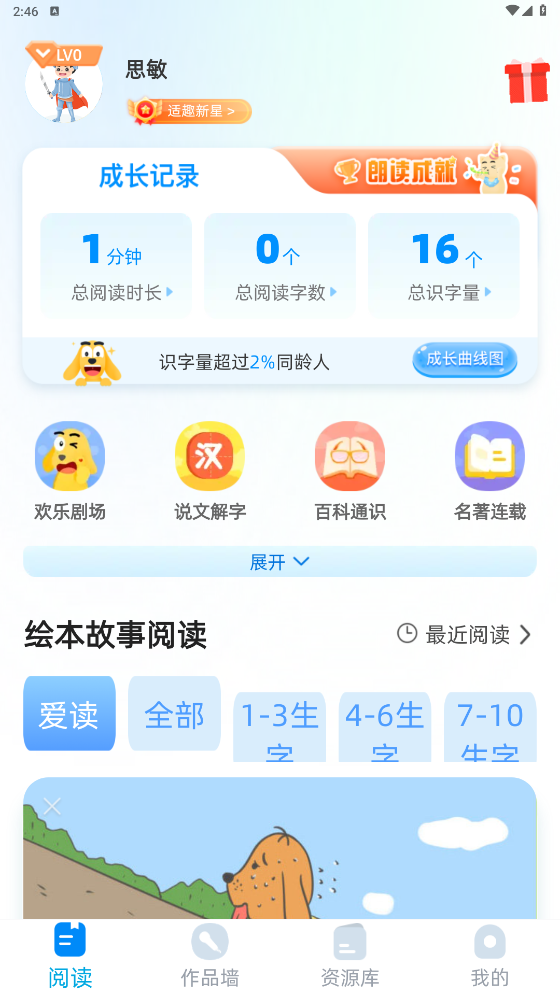 2:46
A
LV0
思敏
适趣新星 >
成长记录
朗读成就
1分钟
0个
16个
总阅读时长
总阅读字数
总识字量
识字量超过2%同龄人
成长曲线图
汉
欢乐剧场
说文解字
百科通识
名著连载
展开
绘本故事阅读
最近阅读
爱读
全部
1-3生字
4-6生字
7-10生字
阅读
作品墙
资源库
我的